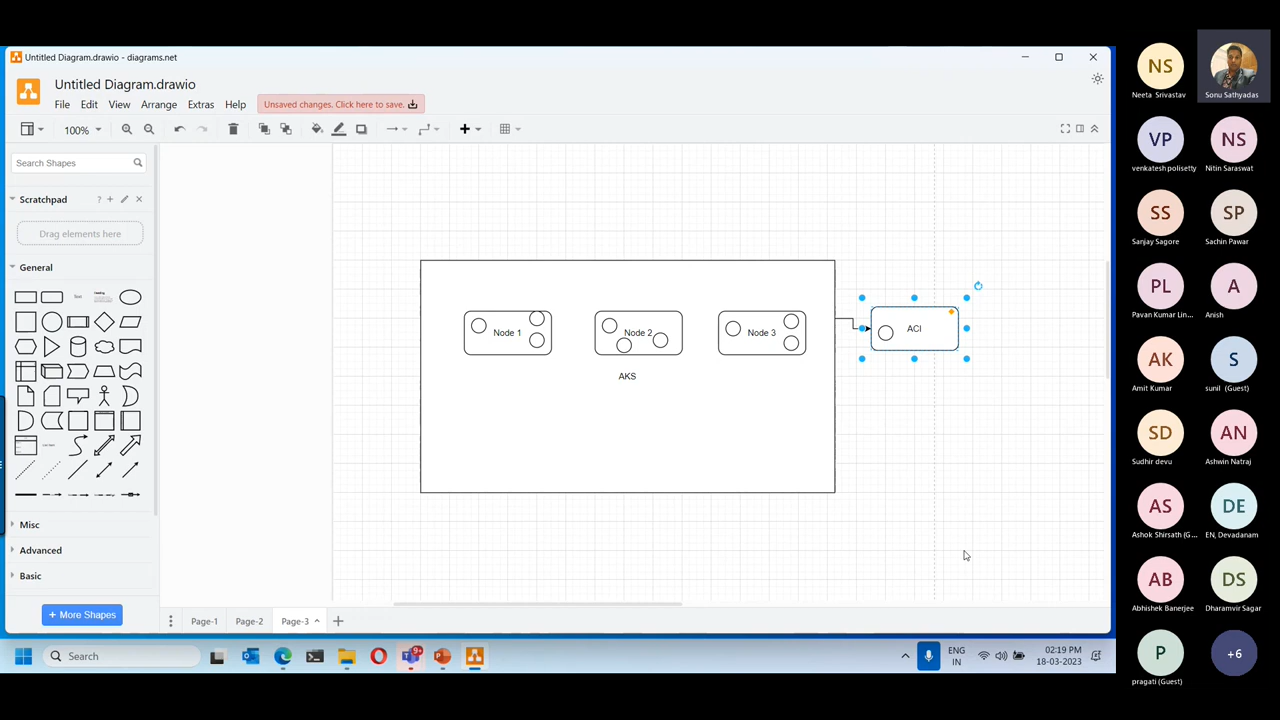 Untitled Diagram.drawio - diagrams.net
Untitled Diagram.drawio
File Edit View Arrange Extras Help
Unsaved changes. Click here to save.
100%
Search Shapes
Scratchpad
?
Drag elements here
General
Text
Heading
Misc
Advanced
Basic
+ More Shapes
Node 1
Node 2
Node 3
AKS
ACI
Page-1
Page-2
Page-3
Search
9+
ENG
IN
02:19 PM
18-03-2023
NS
Neeta Srivastav
Sonu Sathyadas
VP
venkatesh polisetty
NS
Nitin Saraswat
SS
Sanjay Sagore
SP
Sachin Pawar
PL
Pavan Kumar Lin...
A
Anish
AK
Amit Kumar
S
sunil (Guest)
SD
Sudhir devu
AN
Ashwin Natraj
AS
Ashok Shirsath (G...
DE
EN, Devadanam
AB
Abhishek Banerjee
DS
Dharamvir Sagar
P
pragati (Guest)
+6